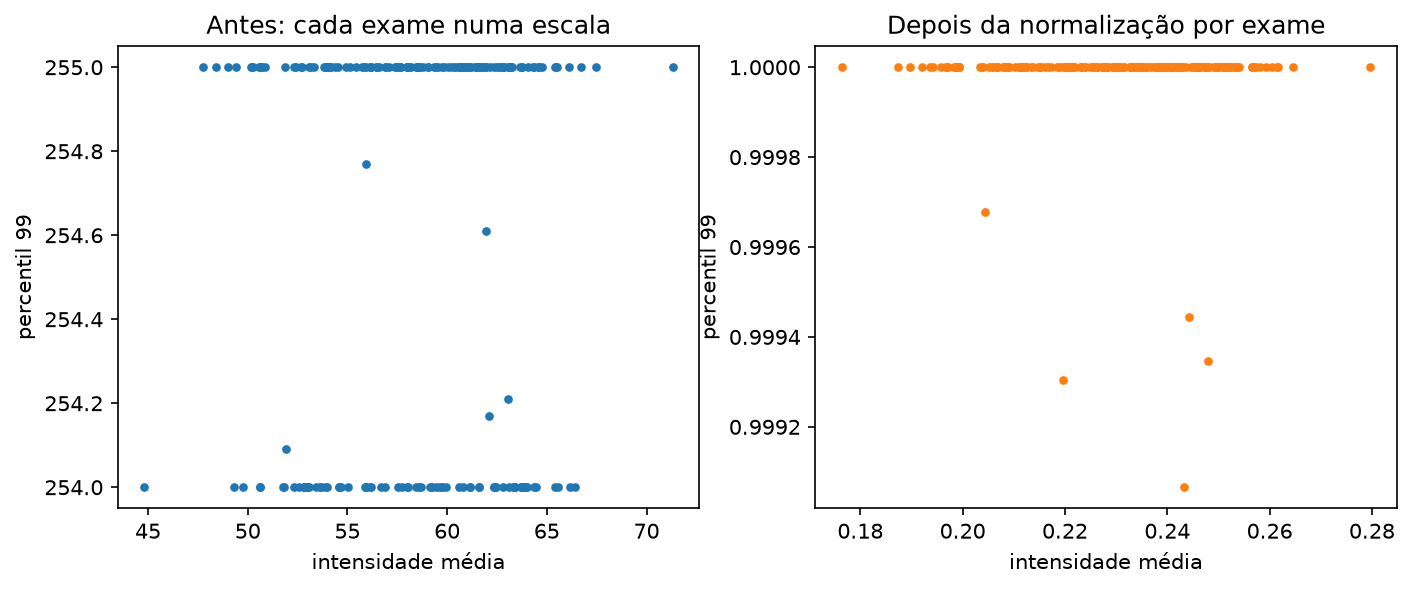 Antes: cada exame numa escala
255.0
254.8
254.6
254.4
254.2
254.0
percentil 99
45 50 55 60 65 70
intensidade média
Depois da normalização por exame
1.0000
0.9998
0.9996
0.9994
0.9992
percentil 99
0.18 0.20 0.22 0.24 0.26 0.28
intensidade média